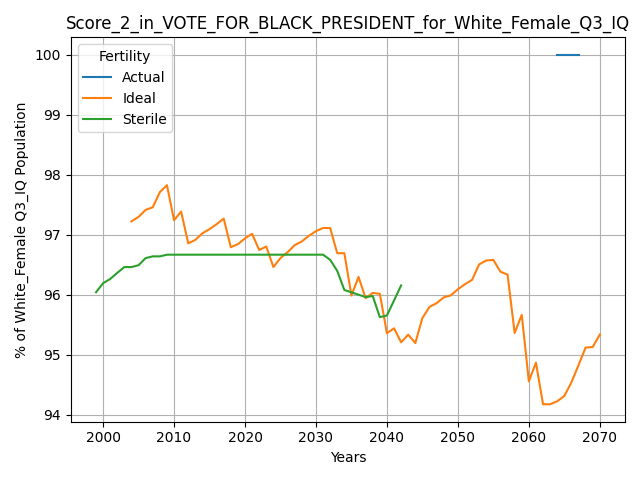 Score_2_in_VOTE_FOR_BLACK_PRESIDENT_for_White_Female_Q3_IQ
Fertility
Actual
Ideal
Sterile
% of White_Female Q3_IQ Population
100
99
98
97
96
95
94
2000 2010 2020 2030 2040 2050 2060 2070
Years